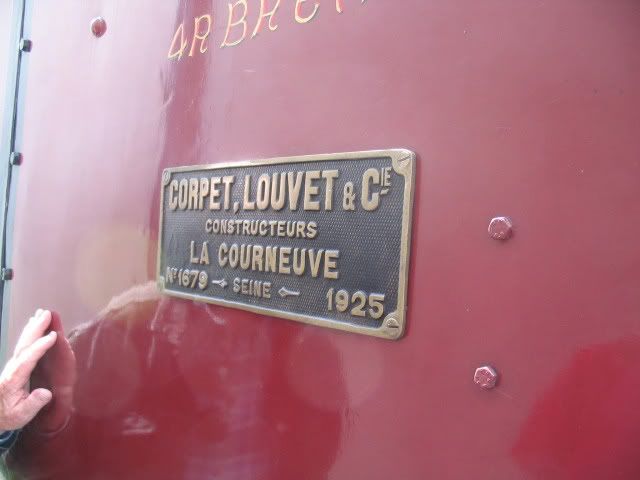 CORPET, LOUVET & CIE
CONSTRUCTEURS
LA COURNEUVE
No 1679 SEINE 1925